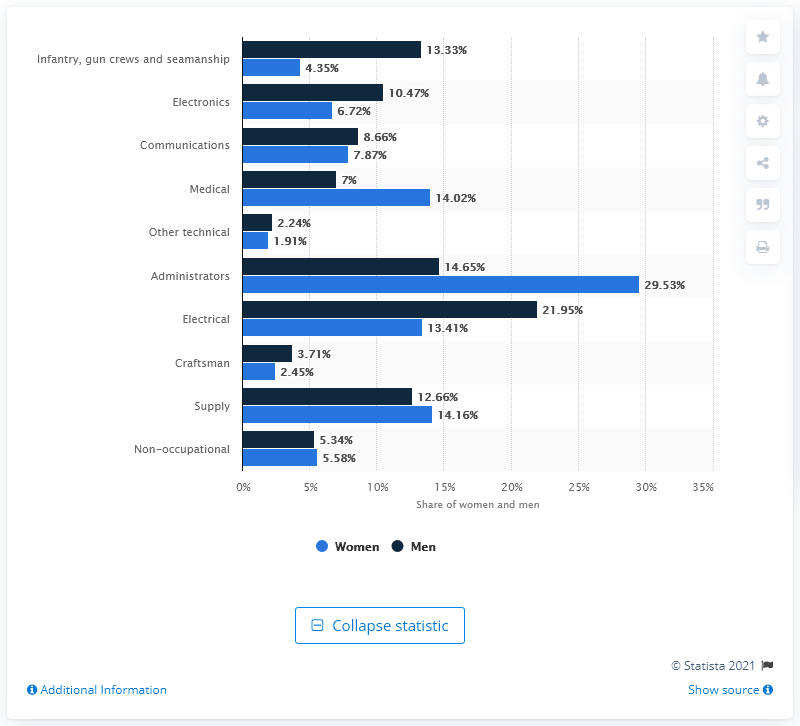 Infantry, gun crews and seamanship
13.33%
4.35%
Electronics
10.47%
6.72%
Communications
8.66%
7.87%
Medical
7%
14.02%
Other technical
2.24%
1.91%
Administrators
14.65%
29.53%
Electrical
21.95%
13.41%
Craftsman
3.71%
2.45%
Supply
12.66%
14.16%
Non-occupational
5.34%
5.58%
0% 5% 10% 15% 20% 25% 30% 35%
Share of women and men
Women Men
Collapse statistic
© Statista 2021
Additional Information
Show source